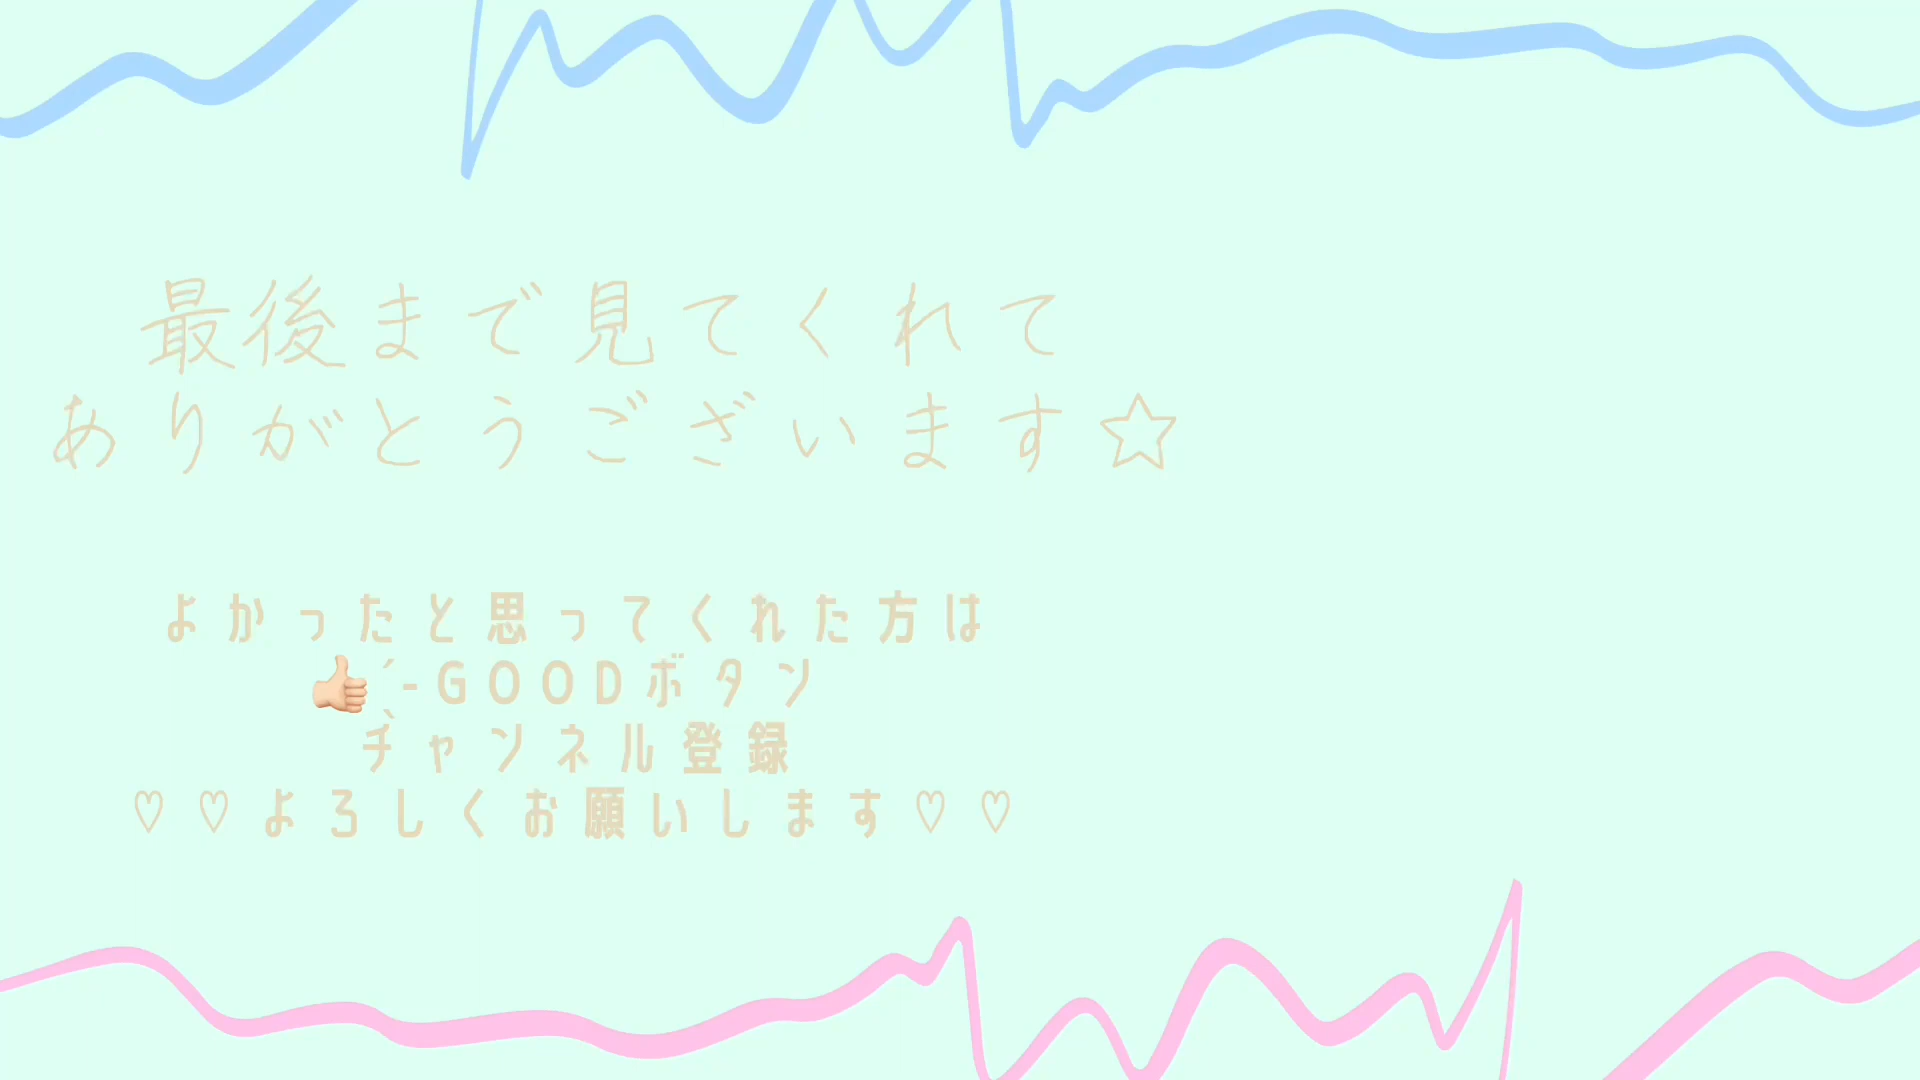 最後まで見てくれて
ありがとうございます☆
よかったと思ってくれた方は
👍🏻 ̖́-GOODボタン
チャンネル登録
♡♡よろしくお願いします♡♡